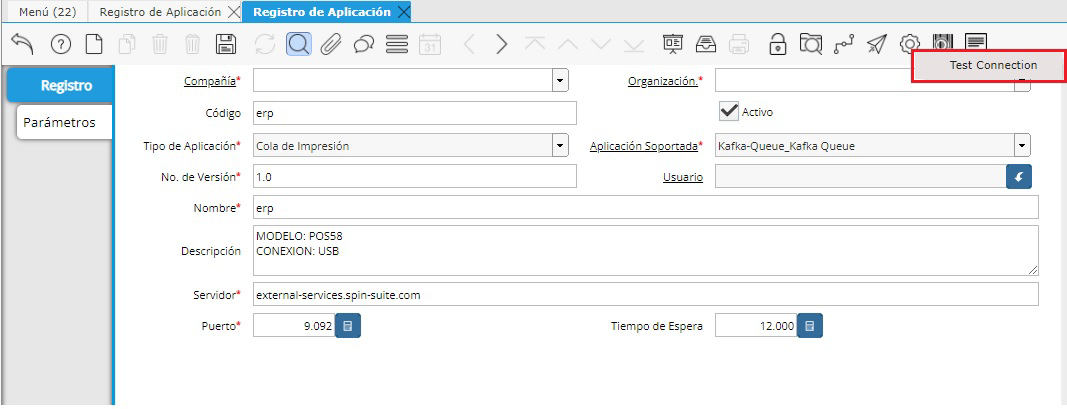 Menú (22) Registro de Aplicación Registro de Aplicación
31
Test Connection
Registro
Parámetros
Compañía* Organización.*
Código erp Activo
Tipo de Aplicación* Cola de Impresión Aplicación Soportada* Kafka-Queue_Kafka Queue
No. de Versión* 1.0 Usuario
Nombre* erp
Descripción MODELO: POS58
CONEXION: USB
Servidor* external-services.spin-suite.com
Puerto* 9.092 Tiempo de Espera 12.000